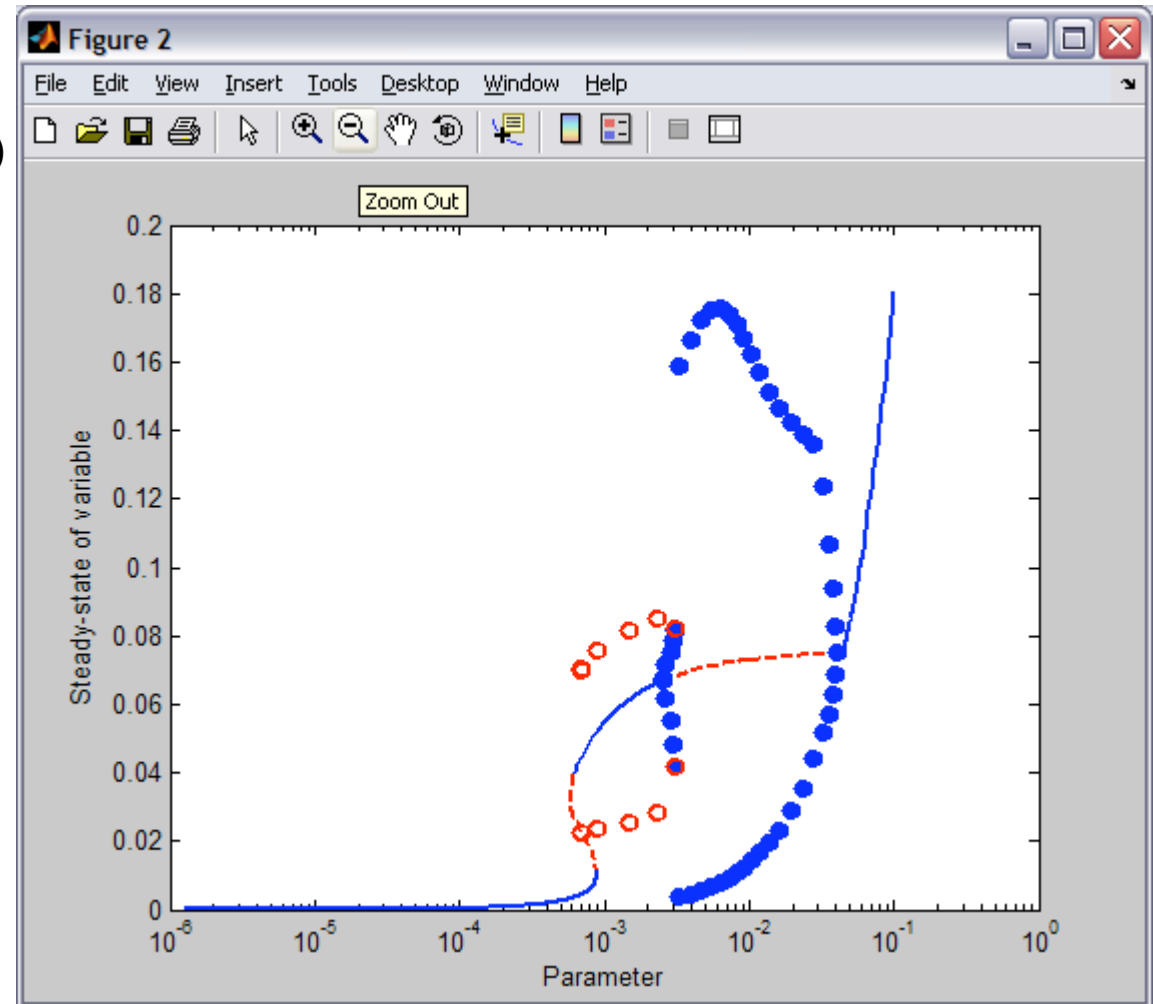 )
Figure 2
File Edit View Insert Tools Desktop Window Help
Zoom Out
0.2
0.18
0.16
0.14
0.12
0.1
0.08
0.06
0.04
0.02
0
Steady-state of variable
10^-6 10^-5 10^-4 10^-3 10^-2 10^-1 10^0
Parameter